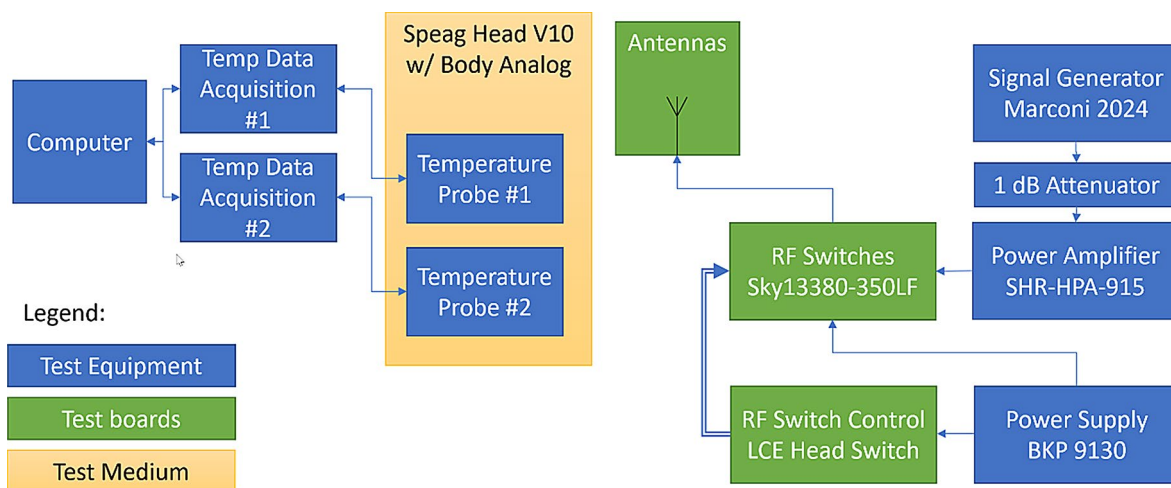 Computer
Temp Data
Acquisition
#1
Temp Data
Acquisition
#2
Speag Head V10
w/ Body Analog
Temperature
Probe #1
Temperature
Probe #2
Antennas
Signal Generator
Marconi 2024
1 dB Attenuator
Power Amplifier
SHR-HPA-915
RF Switches
Sky13380-350LF
RF Switch Control
LCE Head Switch
Power Supply
BKP 9130
Legend:
Test Equipment
Test boards
Test Medium